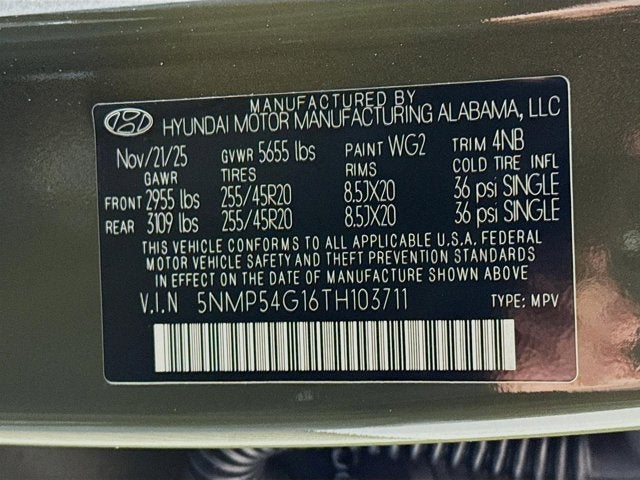 MANUFACTURED BY
HYUNDAI MOTOR MANUFACTURING ALABAMA, LLC
Nov/21/25 GVWR 5655 lbs PAINT WG2 TRIM 4NB
GAWR TIRES RIMS COLD TIRE INFL
FRONT 2955 lbs 255/45R20 8.5JX20 36 psi SINGLE
REAR 3109 lbs 255/45R20 8.5JX20 36 psi SINGLE
THIS VEHICLE CONFORMS TO ALL APPLICABLE U.S.A. FEDERAL
MOTOR VEHICLE SAFETY AND THEFT PREVENTION STANDARDS
IN EFFECT ON THE DATE OF MANUFACTURE SHOWN ABOVE
V.I.N 5NMP54G16TH103711 TYPE: MPV